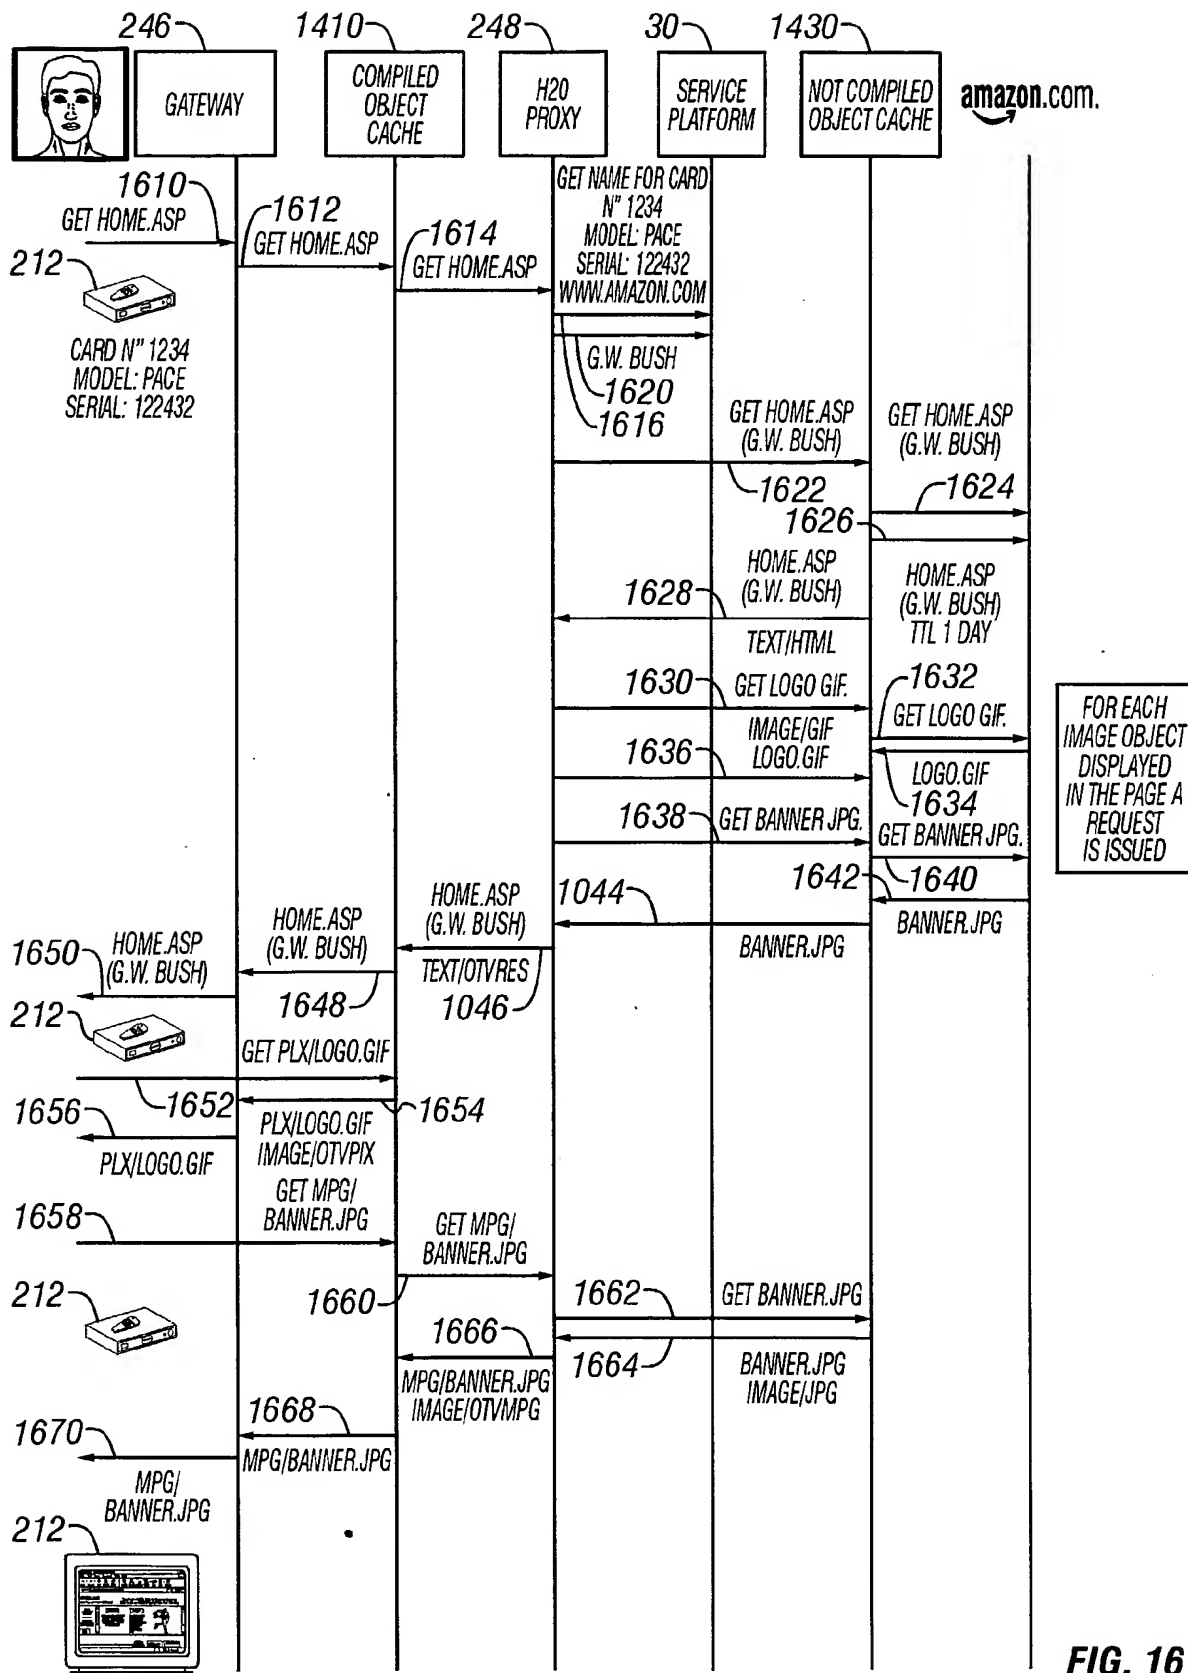 246
1410
248
30
1430
GATEWAY
COMPILED
OBJECT
CACHE
H20
PROXY
SERVICE
PLATFORM
NOT COMPILED
OBJECT CACHE
amazon.com.
1610
GET HOME.ASP
1612
GET HOME.ASP
1614
GET HOME.ASP
GET NAME FOR CARD
N" 1234
MODEL: PACE
SERIAL: 122432
WWW.AMAZON.COM
212
CARD N" 1234
MODEL: PACE
SERIAL: 122432
G.W. BUSH
1620
1616
GET HOME.ASP
(G.W. BUSH)
1622
GET HOME.ASP
(G.W. BUSH)
1624
1626
HOME.ASP
(G.W. BUSH)
1628
TEXT/HTML
HOME.ASP
(G.W. BUSH)
TTL 1 DAY
1630
GET LOGO GIF.
1632
GET LOGO GIF.
IMAGE/GIF
LOGO.GIF
1636
LOGO.GIF
1634
FOR EACH
IMAGE OBJECT
DISPLAYED
IN THE PAGE A
REQUEST
IS ISSUED
1638
GET BANNER JPG.
GET BANNER JPG.
1640
1642
BANNER.JPG
1044
BANNER.JPG
HOME.ASP
(G.W. BUSH)
TEXT/OTVRES
1046
HOME.ASP
(G.W. BUSH)
1648
1650
HOME.ASP
(G.W. BUSH)
212
GET PLX/LOGO.GIF
1652
1654
PLX/LOGO.GIF
IMAGE/OTVPIX
1656
PLX/LOGO.GIF
GET MPG/
BANNER.JPG
1658
GET MPG/
BANNER.JPG
1660
212
1662
GET BANNER.JPG
1664
BANNER.JPG
IMAGE/JPG
1666
MPG/BANNER.JPG
IMAGE/OTVMPG
1668
MPG/BANNER.JPG
1670
MPG/
BANNER.JPG
212
FIG. 16